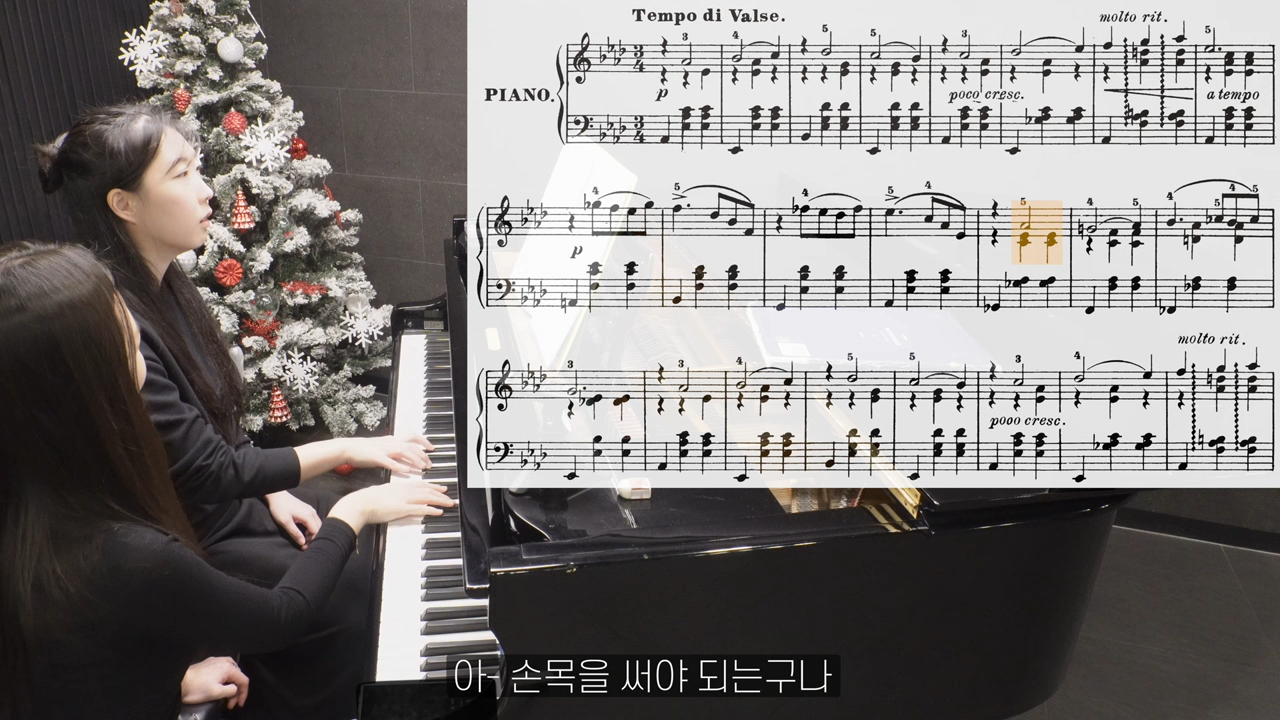 Tempo di Valse.
molto rit.
PIANO.
p
poco cresc.
a tempo
p
molto rit.
poco cresc.
아- 손목을 써야 되는구나